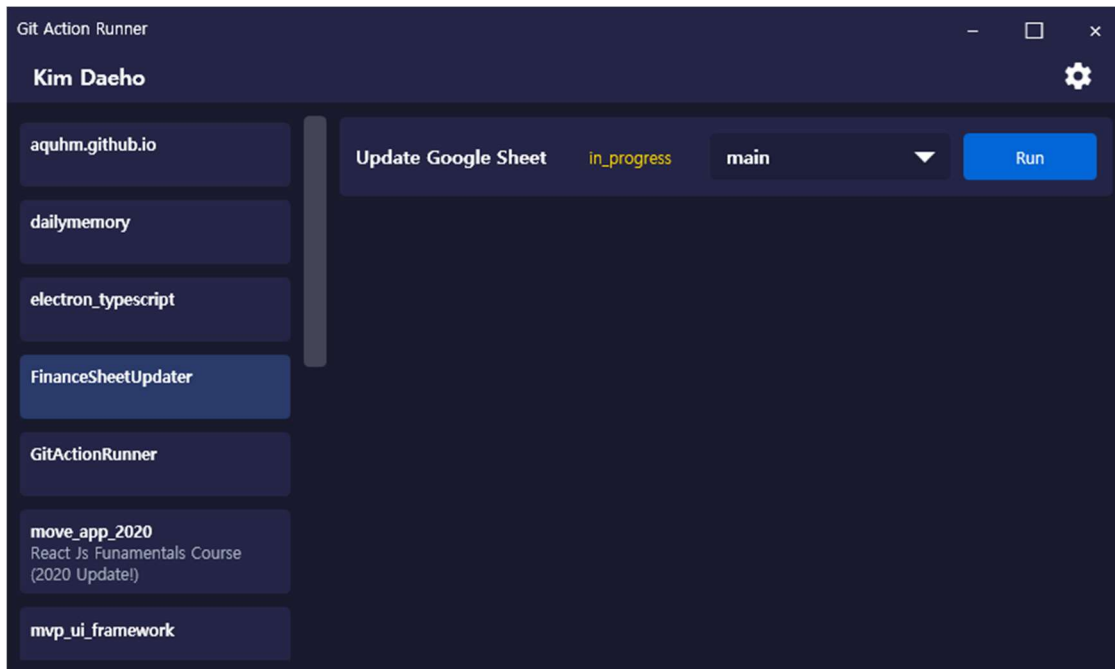 Git Action Runner
Kim Daeho
aquhm.github.io
dailymemory
electron_typescript
FinanceSheetUpdater
GitActionRunner
move_app_2020
React Js Funamentals Course
(2020 Update!)
mvp_ui_framework
Update Google Sheet in_progress main Run